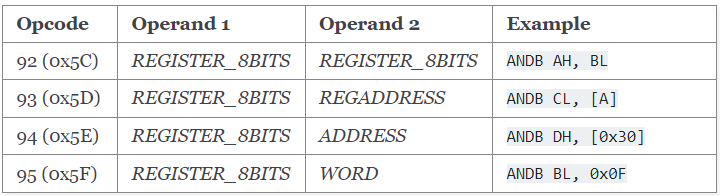 Opcode Operand 1 Operand 2 Example
92 (0x5C) REGISTER_8BITS REGISTER_8BITS ANDB AH, BL
93 (0x5D) REGISTER_8BITS REGADDRESS ANDB CL, [A]
94 (0x5E) REGISTER_8BITS ADDRESS ANDB DH, [0x30]
95 (0x5F) REGISTER_8BITS WORD ANDB BL, 0x0F